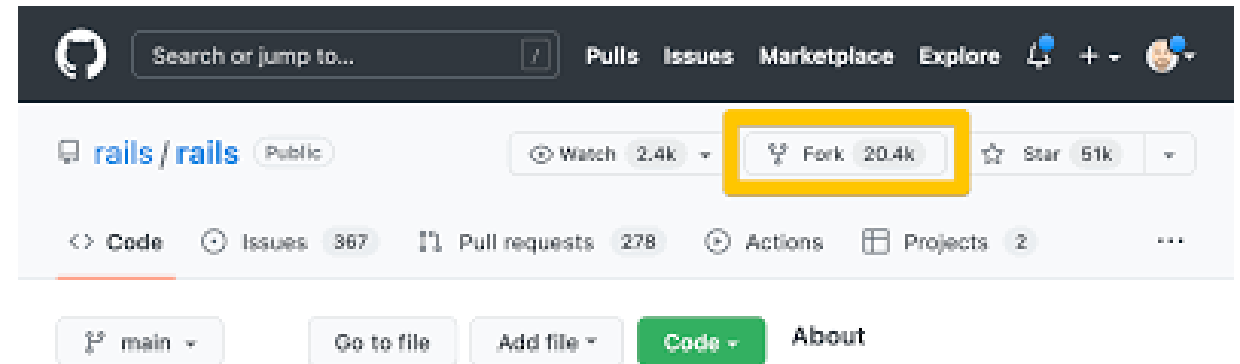 Search or jump to... / Pulls Issues Marketplace Explore
rails / rails Public Watch 2.4k Fork 20.4k Star 51k
Code Issues 367 Pull requests 278 Actions Projects 2 ...
main Go to file Add file Code About